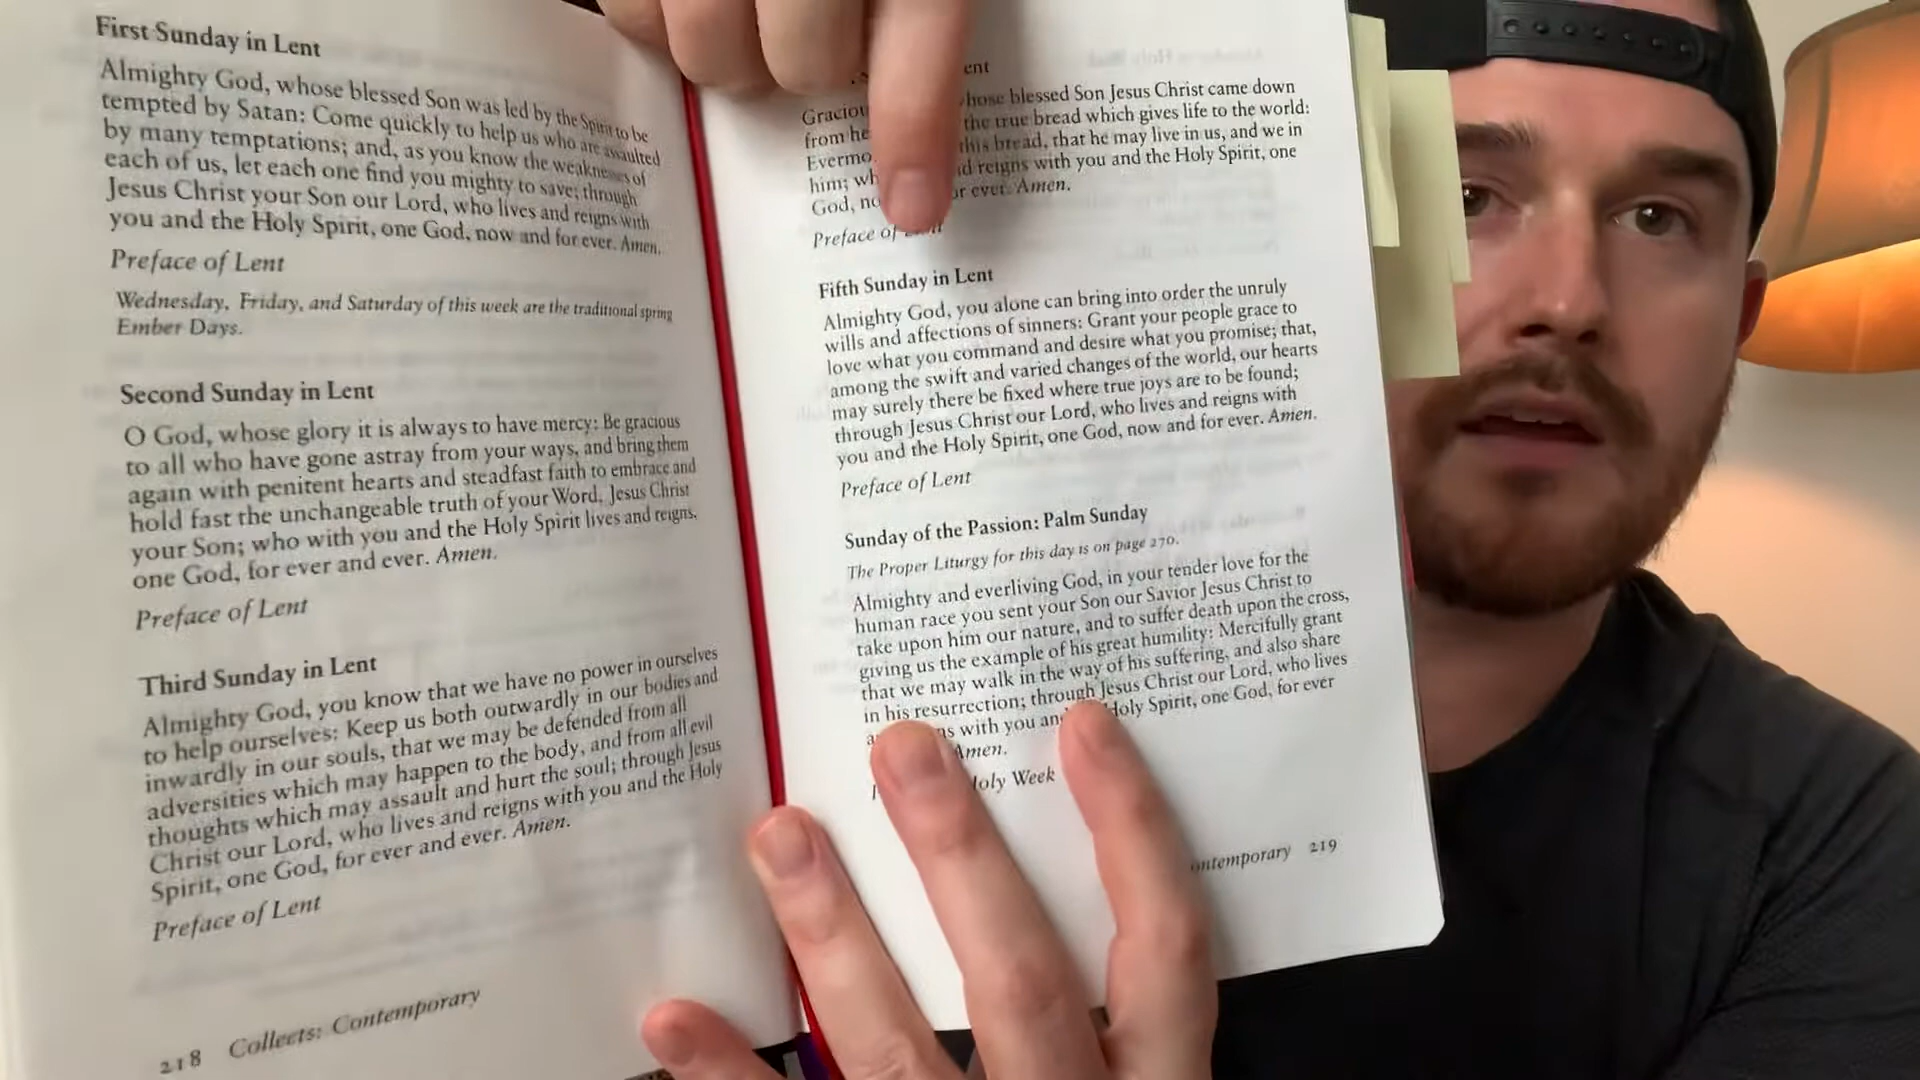 First Sunday in Lent
Almighty God, whose blessed Son was led by the Spirit to be
tempted by Satan: Come quickly to help us who are assaulted
by many temptations; and, as you know the weaknesses of
each of us, let each one find you mighty to save; through
Jesus Christ your Son our Lord, who lives and reigns with
you and the Holy Spirit, one God, now and for ever. Amen.
Preface of Lent
Wednesday, Friday, and Saturday of this week are the traditional spring
Ember Days.
Second Sunday in Lent
O God, whose glory it is always to have mercy: Be gracious
to all who have gone astray from your ways, and bring them
again with penitent hearts and steadfast faith to embrace and
hold fast the unchangeable truth of your Word, Jesus Christ
your Son; who with you and the Holy Spirit lives and reigns,
one God, for ever and ever. Amen.
Preface of Lent
Third Sunday in Lent
Almighty God, you know that we have no power in ourselves
to help ourselves: Keep us both outwardly in our bodies and
inwardly in our souls, that we may be defended from all
adversities which may happen to the body, and from all evil
thoughts which may assault and hurt the soul; through Jesus
Christ our Lord, who lives and reigns with you and the Holy
Spirit, one God, for ever and ever. Amen.
Preface of Lent
218 Collects: Contemporary
whose blessed Son Jesus Christ came down
from the true bread which gives life to the world:
this bread, that he may live in us, and we in
him; reigns with you and the Holy Spirit, one
God, ever. Amen.
Preface of
Fifth Sunday in Lent
Almighty God, you alone can bring into order the unruly
wills and affections of sinners: Grant your people grace to
love what you command and desire what you promise; that,
among the swift and varied changes of the world, our hearts
may surely there be fixed where true joys are to be found;
through Jesus Christ our Lord, who lives and reigns with
you and the Holy Spirit, one God, now and for ever. Amen.
Preface of Lent
Sunday of the Passion: Palm Sunday
The Proper Liturgy for this day is on page 270.
Almighty and everliving God, in your tender love for the
human race you sent your Son our Savior Jesus Christ to
take upon him our nature, and to suffer death upon the cross,
giving us the example of his great humility: Mercifully grant
that we may walk in the way of his suffering, and also share
in his resurrection; through Jesus Christ our Lord, who lives
with you Holy Spirit, one God, for ever
Amen.
Holy Week
Contemporary 219